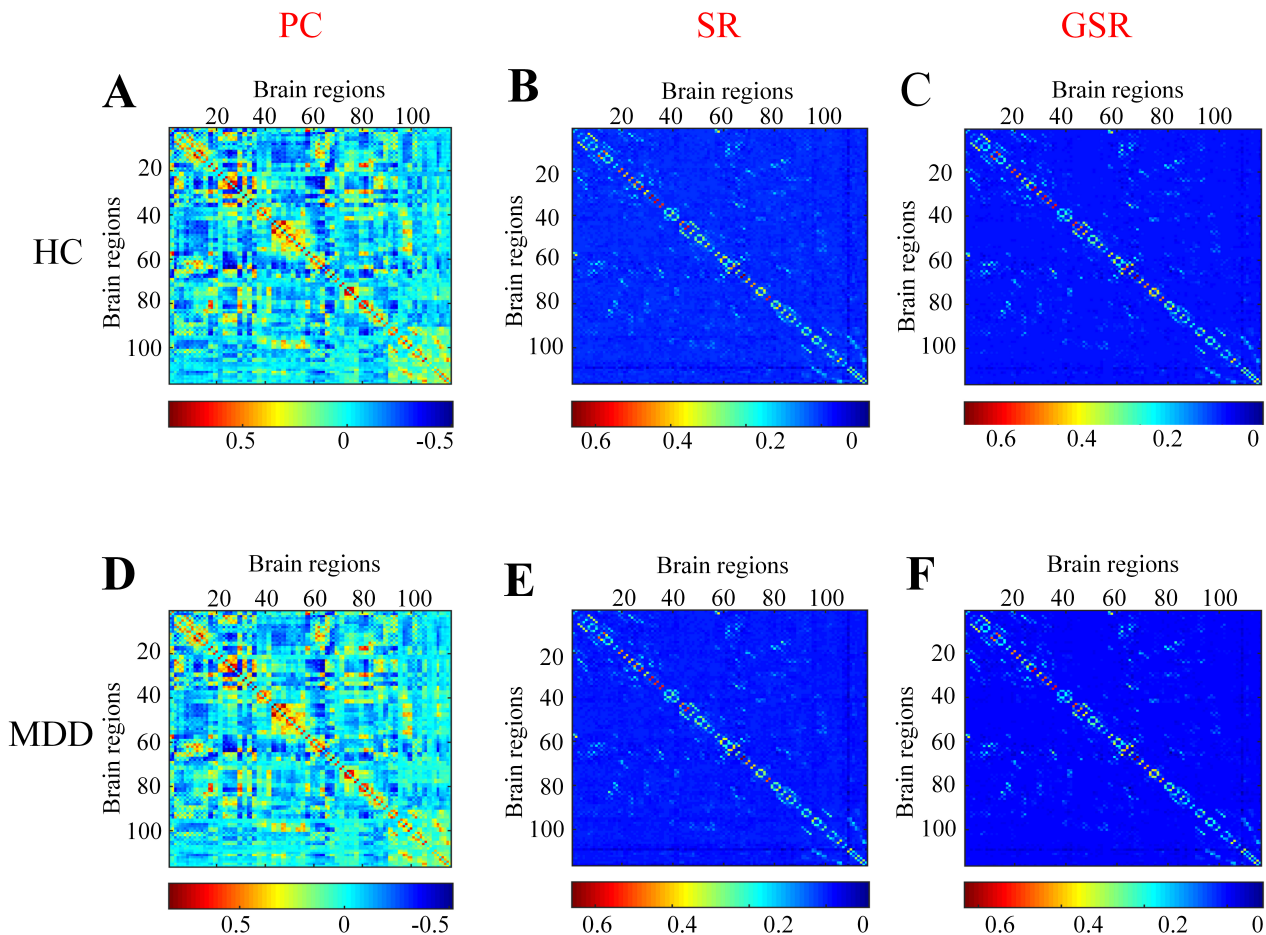 PC SR GSR
A Brain regions B Brain regions C Brain regions
20 40 60 80 100 20 40 60 80 100 20 40 60 80 100
HC
Brain regions 20 40 60 80 100
Brain regions 20 40 60 80 100
Brain regions 20 40 60 80 100
0.5 0 -0.5 0.6 0.4 0.2 0 0.6 0.4 0.2 0
D Brain regions E Brain regions F Brain regions
20 40 60 80 100 20 40 60 80 100 20 40 60 80 100
MDD
Brain regions 20 40 60 80 100
Brain regions 20 40 60 80 100
Brain regions 20 40 60 80 100
0.5 0 -0.5 0.6 0.4 0.2 0 0.6 0.4 0.2 0